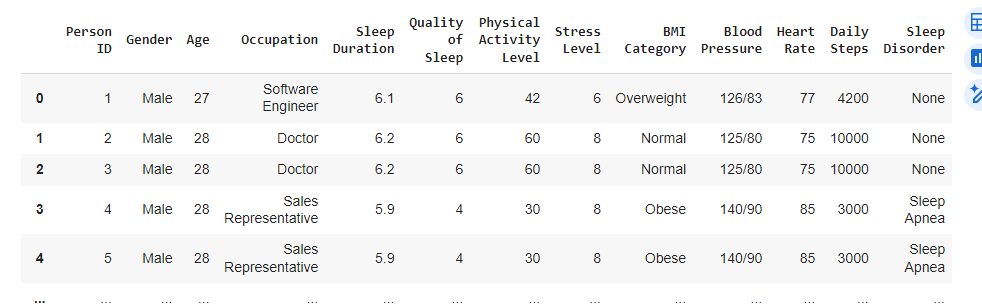 Person ID Gender Age Occupation Sleep Duration Quality of Sleep Physical Activity Level Stress Level BMI Category Blood Pressure Heart Rate Daily Steps Sleep Disorder
0 1 Male 27 Software Engineer 6.1 6 42 6 Overweight 126/83 77 4200 None
1 2 Male 28 Doctor 6.2 6 60 8 Normal 125/80 75 10000 None
2 3 Male 28 Doctor 6.2 6 60 8 Normal 125/80 75 10000 None
3 4 Male 28 Sales Representative 5.9 4 30 8 Obese 140/90 85 3000 Sleep Apnea
4 5 Male 28 Sales Representative 5.9 4 30 8 Obese 140/90 85 3000 Sleep Apnea
... ... ... ... ... ... ... ... ... ... ... ... ... ...